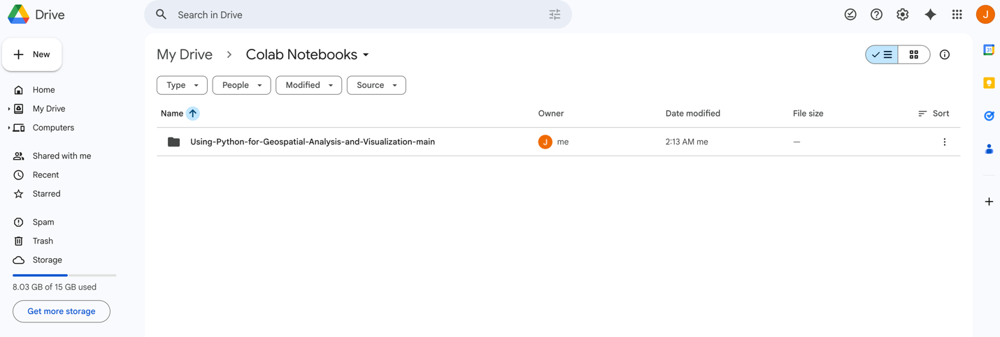 Drive
Search in Drive
J
New
My Drive > Colab Notebooks
Type People Modified Source
Home
My Drive
Computers
Shared with me
Recent
Starred
Spam
Trash
Storage
8.03 GB of 15 GB used
Get more storage
Name Owner Date modified File size Sort
Using-Python-for-Geospatial-Analysis-and-Visualization-main J me 2:13 AM me —
31